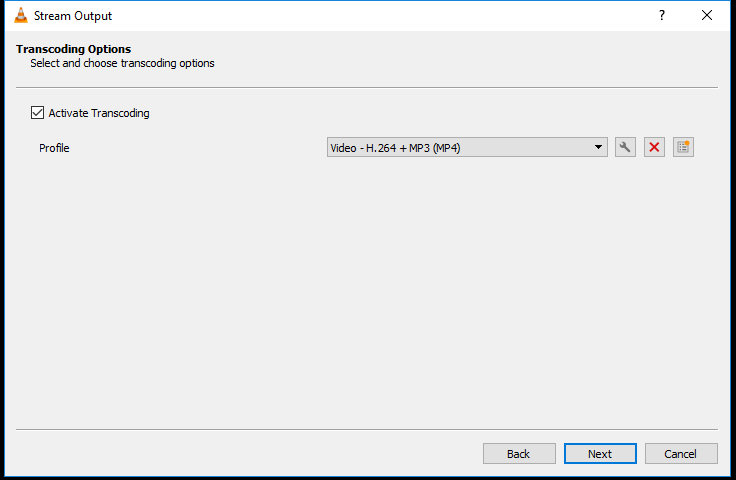 Stream Output
?
Transcoding Options
Select and choose transcoding options
Activate Transcoding
Profile
Video - H.264 + MP3 (MP4)
Back
Next
Cancel